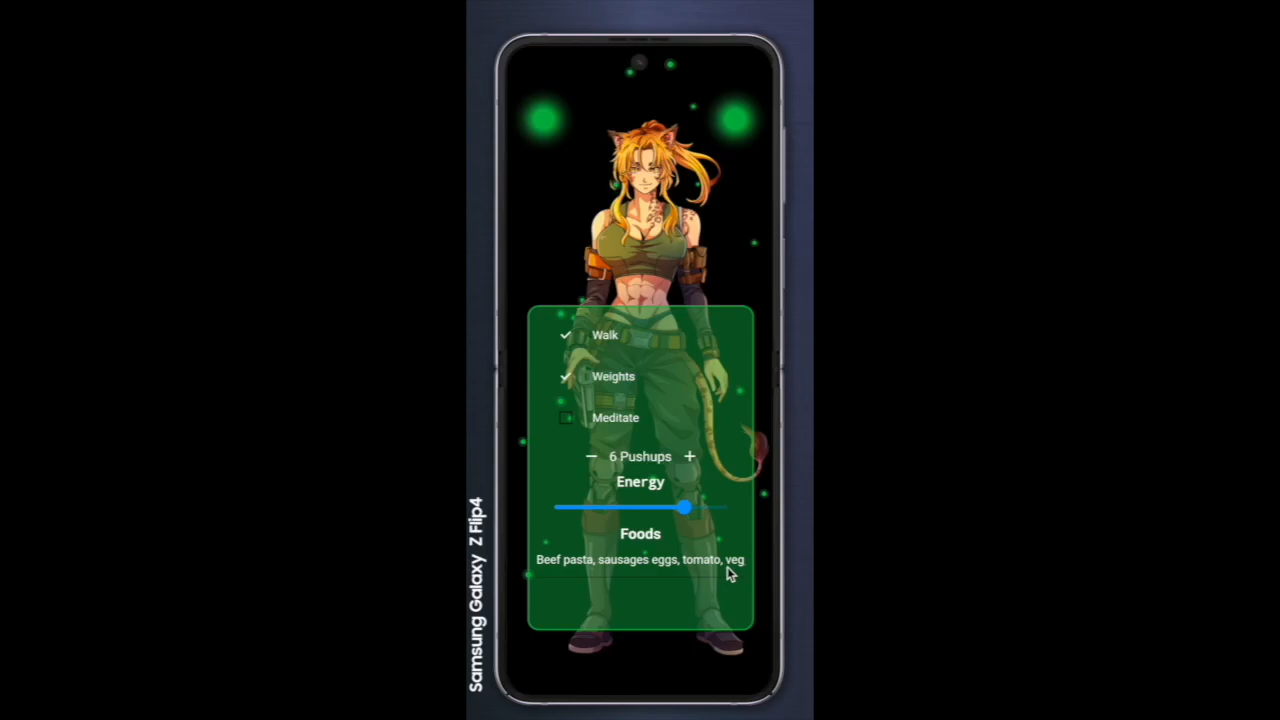 Walk
Weights
Meditate
− 6 Pushups +
Energy
Foods
Beef pasta, sausages eggs, tomato, veg
Samsung Galaxy Z Flip4